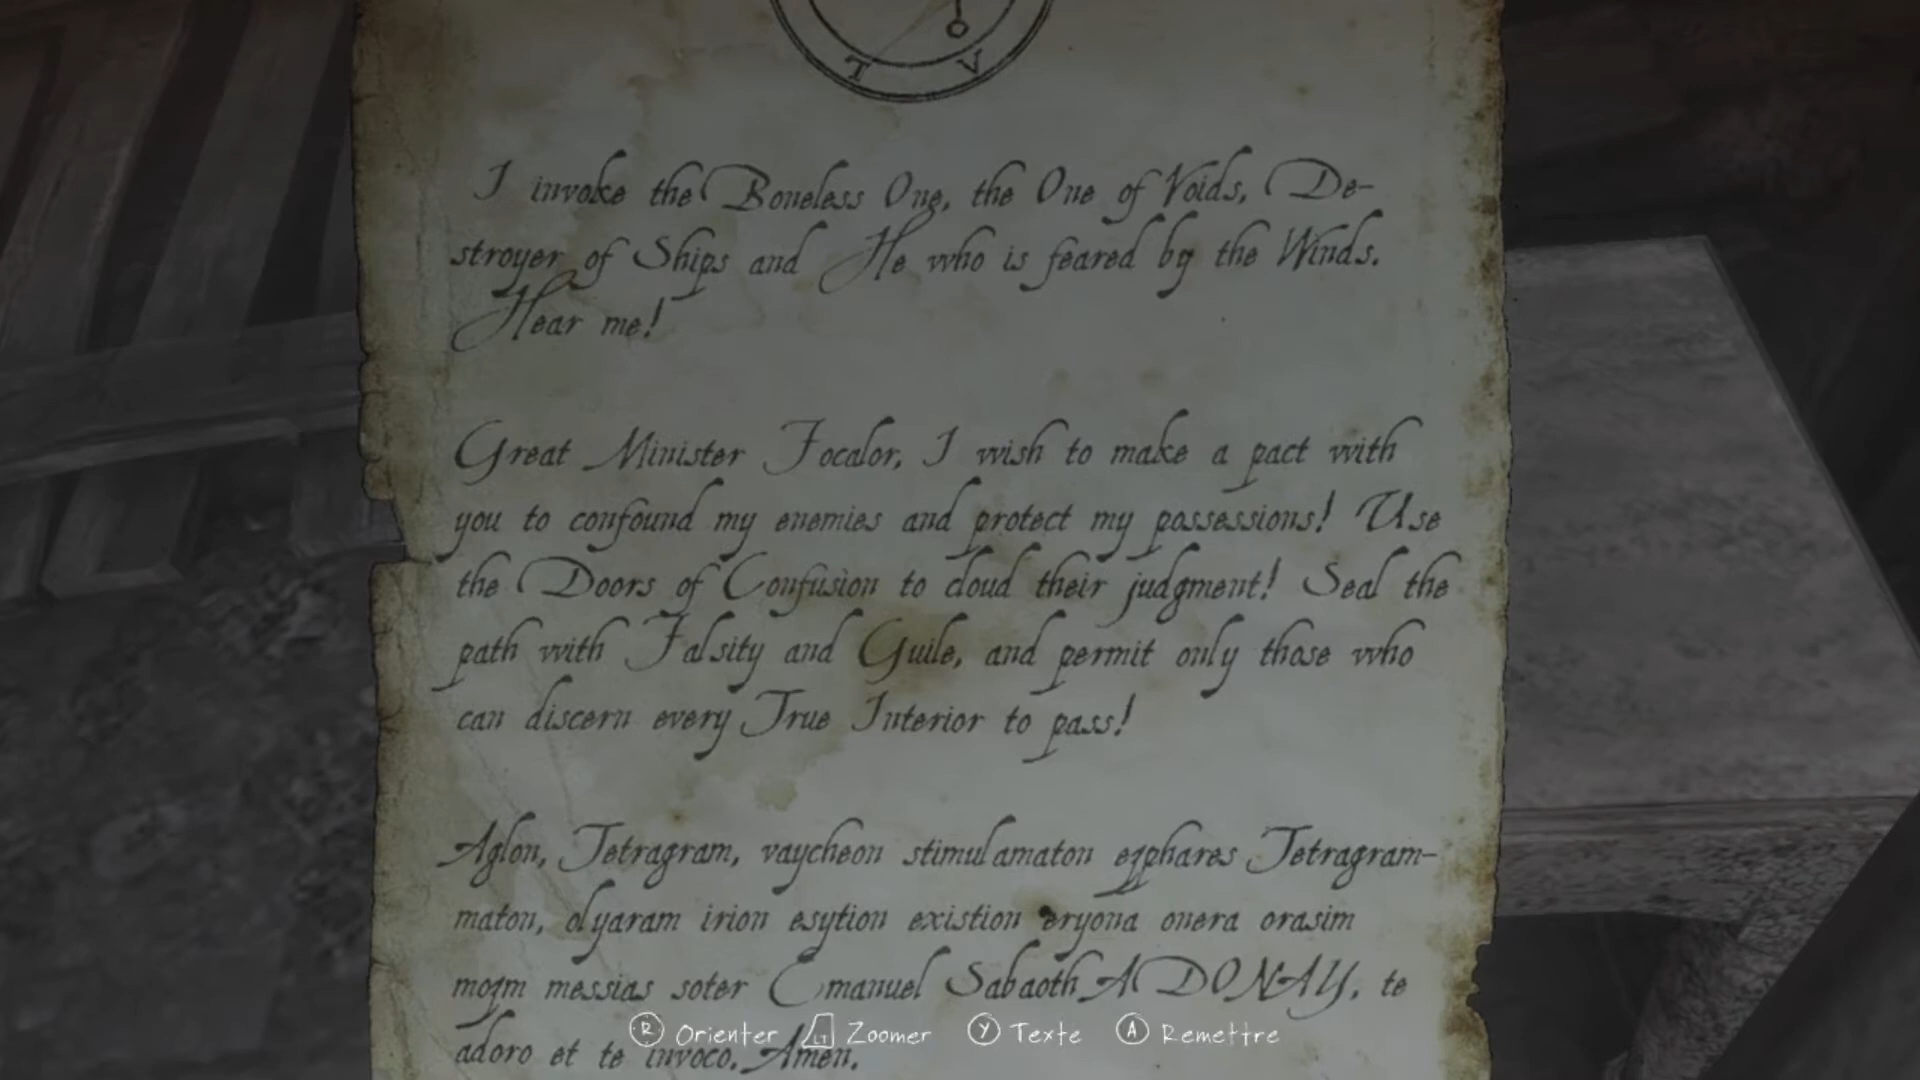 T V
I invoke the Boneless One, the One of Voids, De-
stroyer of Ships and He who is feared by the Winds.
Hear me!
Great Minister Focalor, I wish to make a pact with
you to confound my enemies and protect my possessions! Use
the Doors of Confusion to cloud their judgment! Seal the
path with Falsity and Guile, and permit only those who
can discern every True Interior to pass!
Aglon, Tetragram, vaycheon stimulamaton ezphares Tetragram-
maton, olyaram irion esytion existion eryona onera orasim
mozm messias soter Emanuel Sabaoth ADONAY, te
adoro et te invoco. Amen.
R Orienter LT Zoomer Y Texte A Remettre